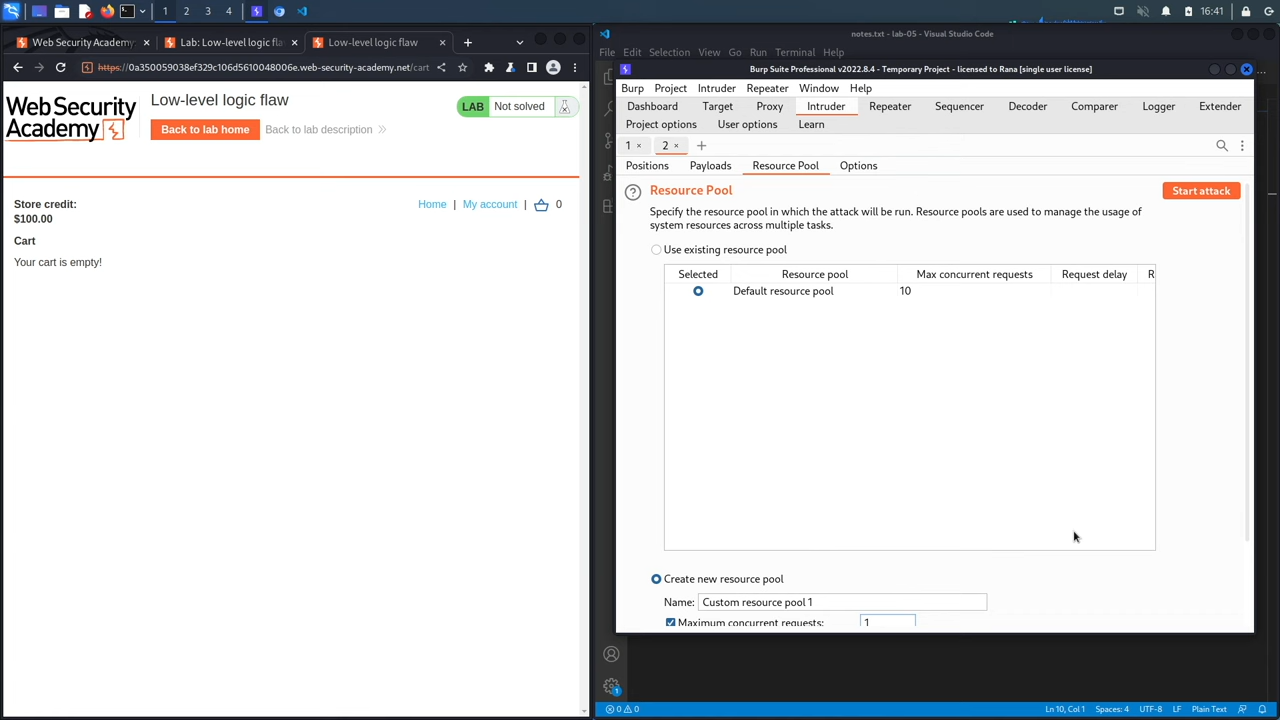 1 2 3 4 16:41
Web Security Academy × Lab: Low-level logic fl × Low-level logic flaw × +
https://0a350059038ef329c106d5610048006e.web-security-academy.net/cart
Web Security
Academy
Low-level logic flaw
LAB Not solved
Back to lab home Back to lab description
Store credit:
$100.00
Home | My account | 0
Cart
Your cart is empty!
notes.txt - lab-05 - Visual Studio Code
File Edit Selection View Go Run Terminal Help
Burp Suite Professional v2022.8.4 - Temporary Project - licensed to Rana [single user license]
Burp Project Intruder Repeater Window Help
Dashboard Target Proxy Intruder Repeater Sequencer Decoder Comparer Logger Extender
Project options User options Learn
1 × 2 × +
Positions Payloads Resource Pool Options
? Resource Pool
Start attack
Specify the resource pool in which the attack will be run. Resource pools are used to manage the usage of
system resources across multiple tasks.
Use existing resource pool
Selected Resource pool Max concurrent requests Request delay R
Default resource pool 10
Create new resource pool
Name: Custom resource pool 1
Maximum concurrent requests: 1
1
0 0 Ln 10, Col 1 Spaces: 4 UTF-8 LF Plain Text